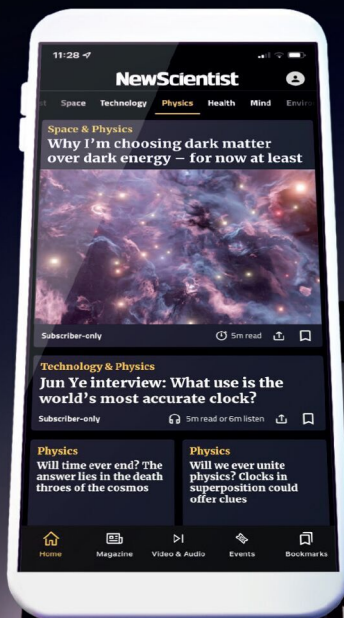 11:28
NewScientist
Space Technology Physics Health Mind Enviro
Space & Physics
Why I'm choosing dark matter
over dark energy – for now at least
Subscriber-only 5m read
Technology & Physics
Jun Ye interview: What use is the
world's most accurate clock?
Subscriber-only 5m read or 6m listen
Physics
Will time ever end? The
answer lies in the death
throes of the cosmos
Physics
Will we ever unite
physics? Clocks in
superposition could
offer clues
Home Magazine Video & Audio Events Bookmarks